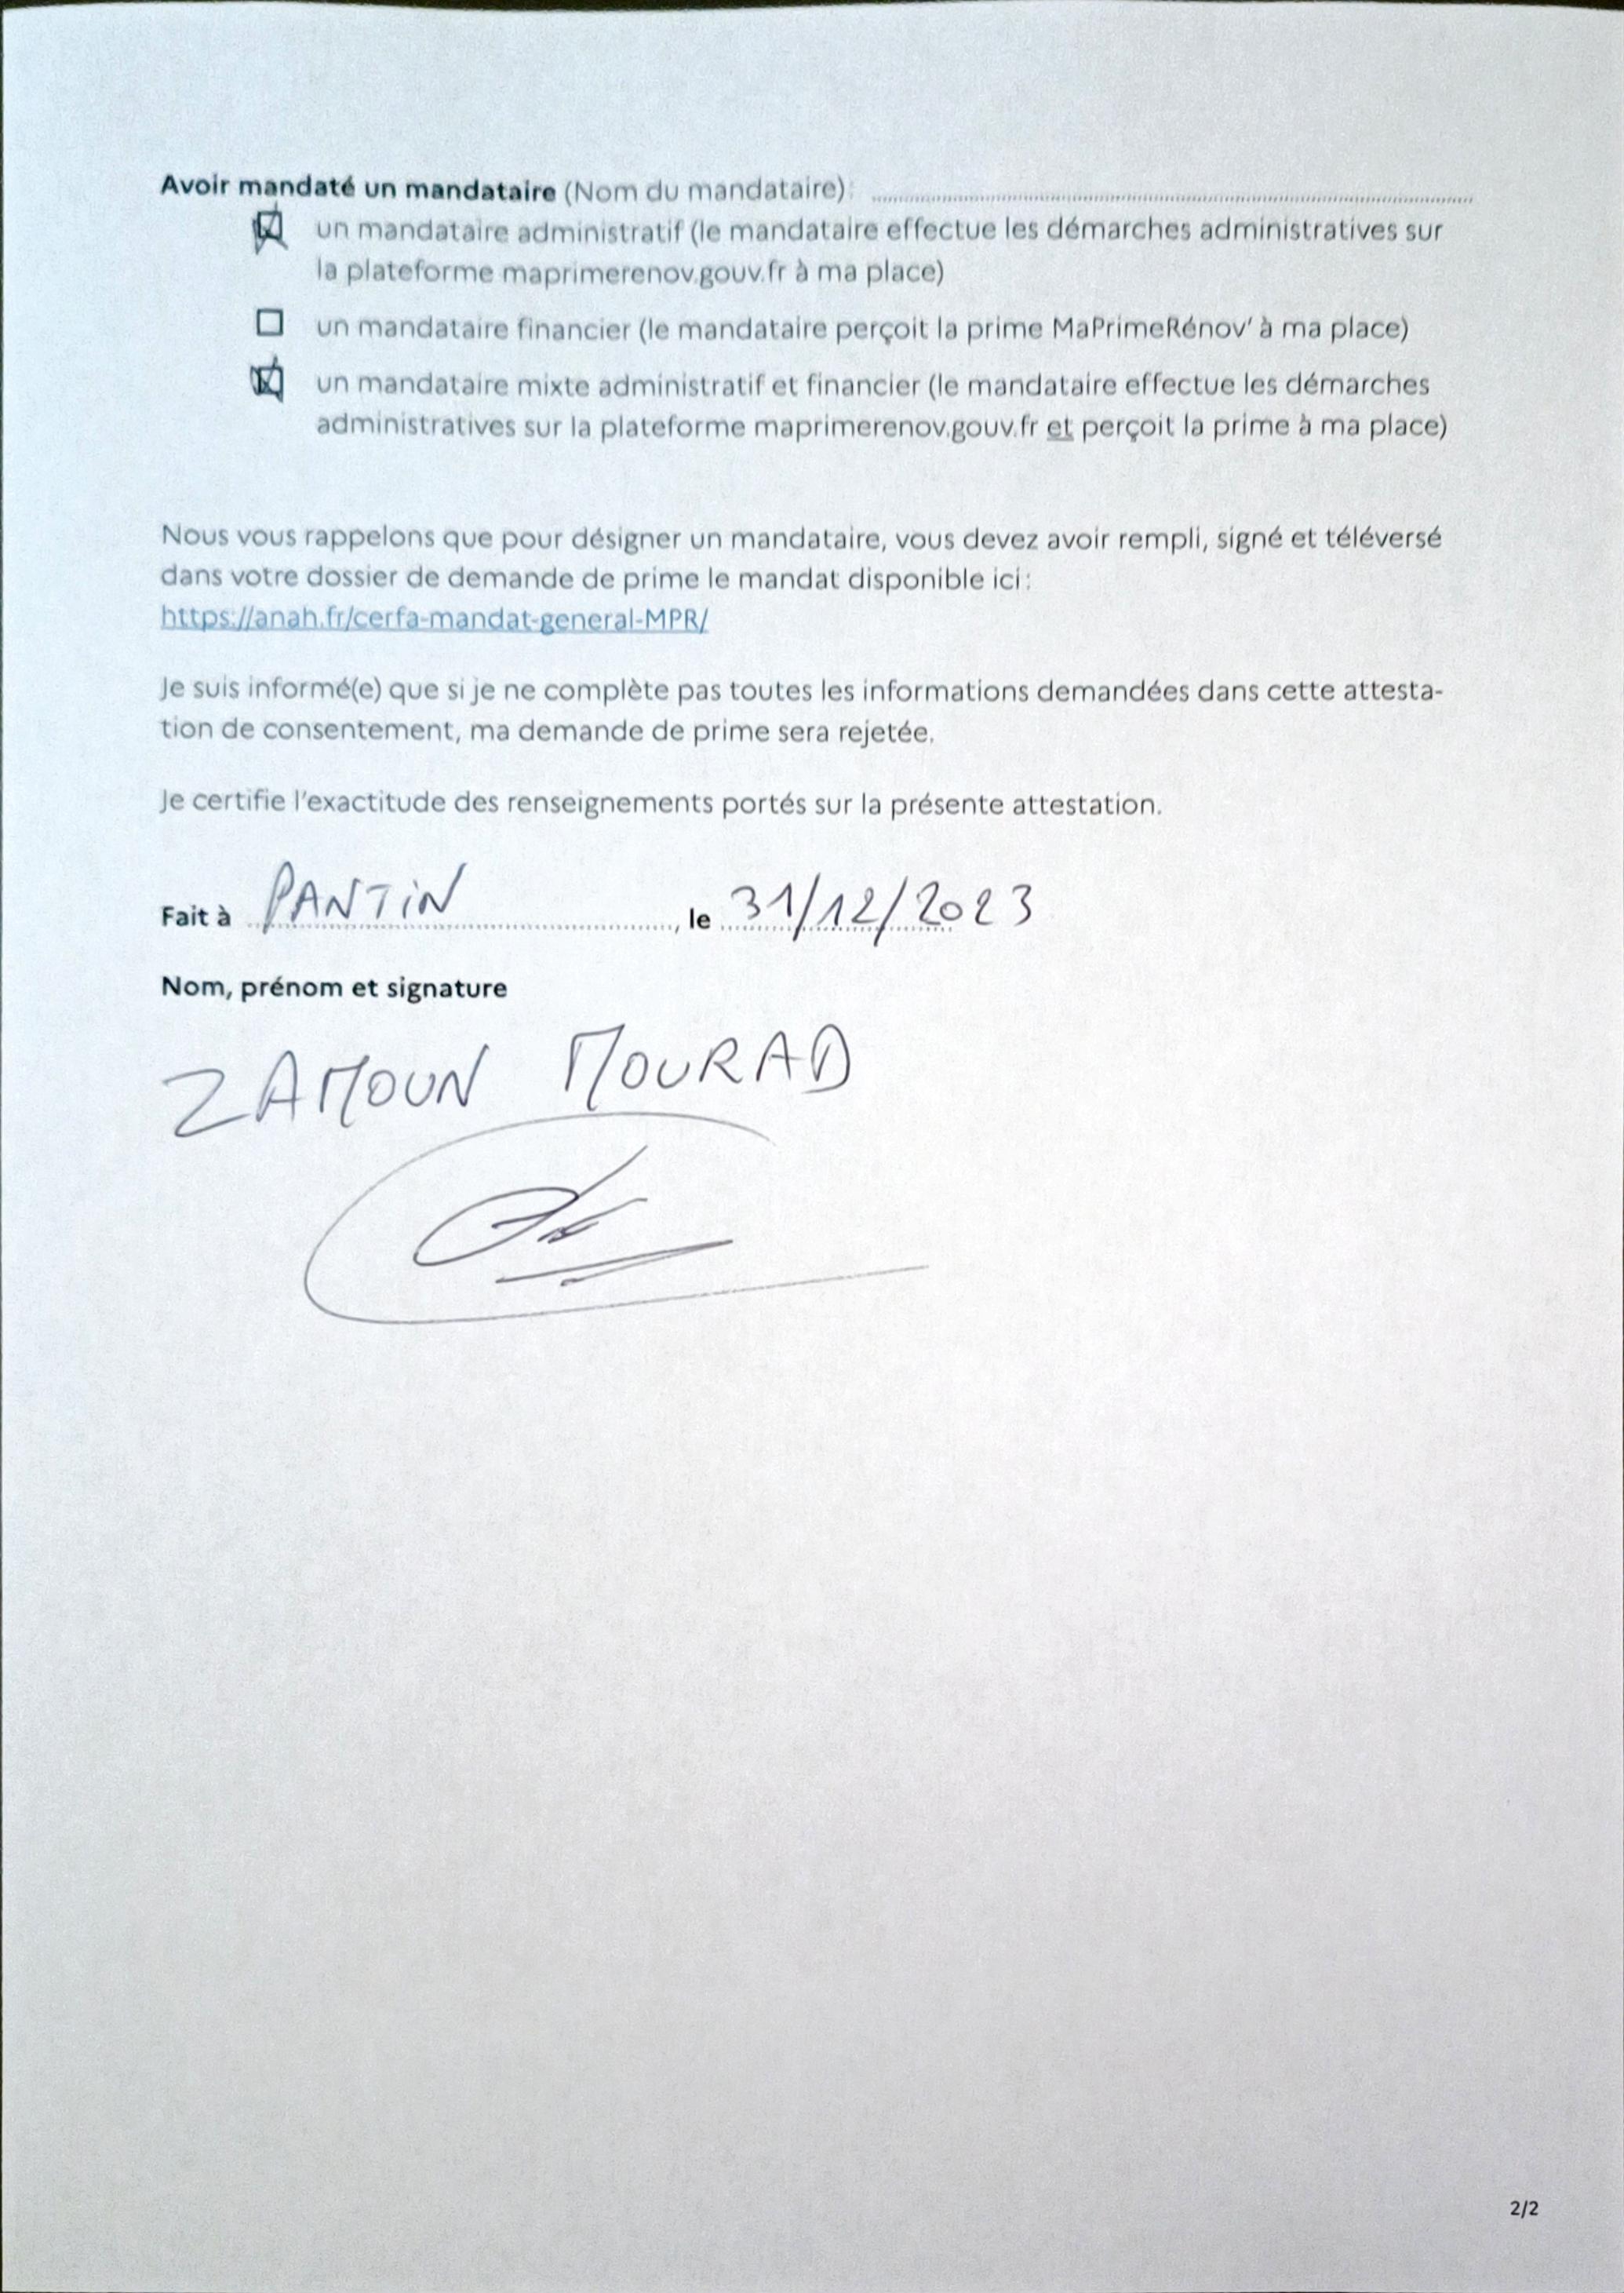 Avoir mandaté un mandataire (Nom du mandataire):
☒ un mandataire administratif (le mandataire effectue les démarches administratives sur
la plateforme maprimerenov.gouv.fr à ma place)
☐ un mandataire financier (le mandataire perçoit la prime MaPrimeRénov' à ma place)
☒ un mandataire mixte administratif et financier (le mandataire effectue les démarches
administratives sur la plateforme maprimerenov.gouv.fr et perçoit la prime à ma place)
Nous vous rappelons que pour désigner un mandataire, vous devez avoir rempli, signé et téléversé
dans votre dossier de demande de prime le mandat disponible ici :
https://anah.fr/cerfa-mandat-general-MPR/
Je suis informé(e) que si je ne complète pas toutes les informations demandées dans cette attesta-
tion de consentement, ma demande de prime sera rejetée.
Je certifie l'exactitude des renseignements portés sur la présente attestation.
Fait à PANTIN, le 31/12/2023
Nom, prénom et signature
ZAMOUN MOURAD
2/2